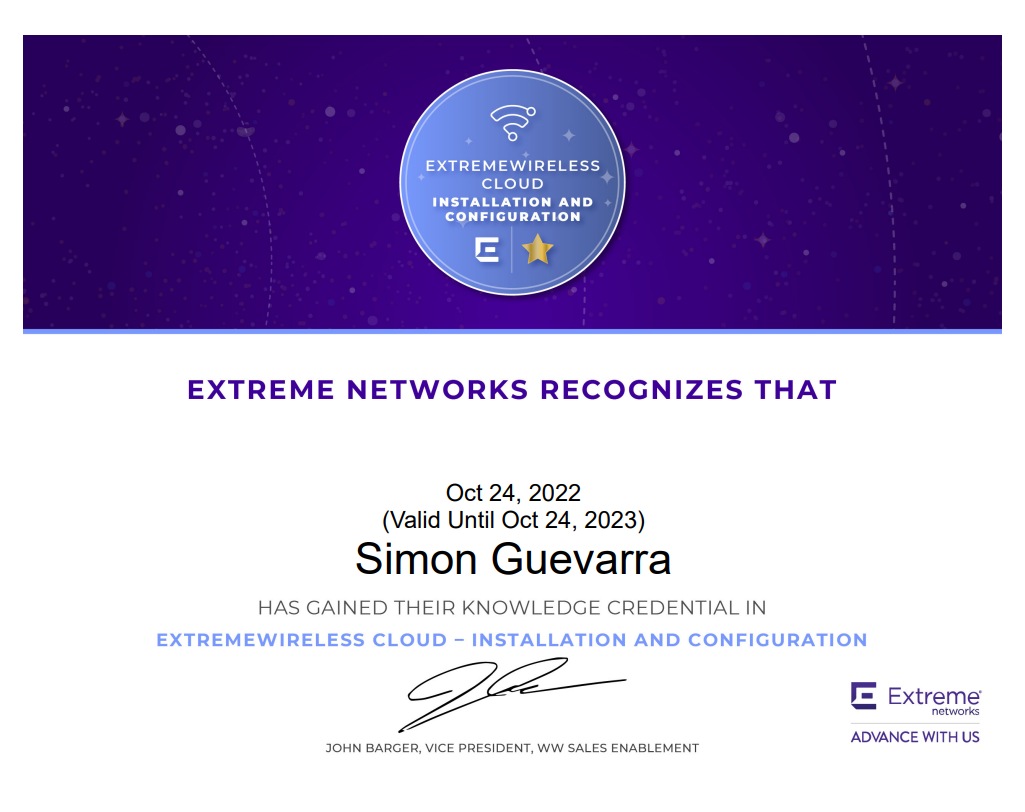 EXTREMEWIRELESS
CLOUD
INSTALLATION AND
CONFIGURATION
EXTREME NETWORKS RECOGNIZES THAT
Oct 24, 2022
(Valid Until Oct 24, 2023)
Simon Guevarra
HAS GAINED THEIR KNOWLEDGE CREDENTIAL IN
EXTREMEWIRELESS CLOUD – INSTALLATION AND CONFIGURATION
JOHN BARGER, VICE PRESIDENT, WW SALES ENABLEMENT
Extreme®
networks
ADVANCE WITH US